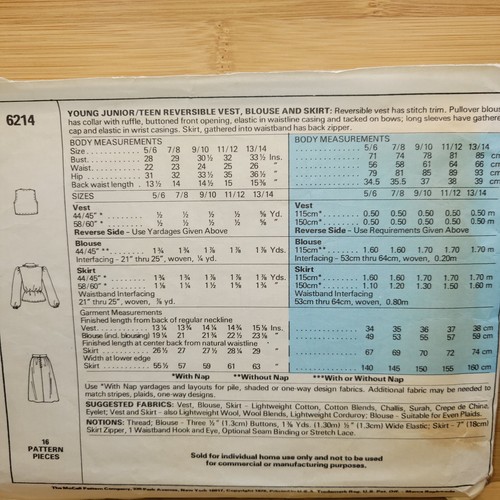 6214
YOUNG JUNIOR/TEEN REVERSIBLE VEST, BLOUSE AND SKIRT: Reversible vest has stitch trim. Pullover blou
has collar with ruffle, buttoned front opening, elastic in waistline casing and tacked on bows; long sleeves have gathere
cap and elastic in wrist casings. Skirt, gathered into waistband has back zipper.
BODY MEASUREMENTS BODY MEASUREMENTS
Size 5/6 7/8 9/10 11/12 13/14 5/6 7/8 9/10 11/12 13/14
Bust. 28 29 30½ 32 33½ Ins. 71 74 78 81 85 cm
Waist. 22 23 24 25 26 " 56 58 61 64 66 cm
Hip 31 32 33½ 35 36½ " 79 81 85 89 93 cm
Back waist length . 13½ 14 14½ 15 15⅜ " 34.5 35.5 37 38 39 cm
SIZES 5/6 7/8 9/10 11/12 13/14 5/6 7/8 9/10 11/12 13/14
Vest Vest
44/45" * ½ ½ ½ ½ ⅝ Yd. 115cm* 0.50 0.50 0.50 0.50 0.50 m
58/60" * ½ ½ ½ ½ ⅝ Yd. 150cm* 0.50 0.50 0.50 0.50 0.50 m
Reverse Side - Use Yardages Given Above Reverse Side - Use Requirements Given Above
Blouse Blouse
44/45" ** 1¾ 1¾ 1⅞ 1⅞ 1⅞ Yds. 115cm** 1.60 1.60 1.70 1.70 1.70 m
Interfacing - 21" thru 25", woven, ¼ yd. Interfacing - 53cm thru 64cm, woven, 0.20m
Skirt Skirt
44/45" * 1¾ 1¾ 1⅞ 1⅞ 1⅞ Yds. 115cm* 1.60 1.60 1.70 1.70 1.70 m
58/60" * 1⅛ 1¼ 1⅜ 1⅝ 1¾ " 150cm* 1.10 1.20 1.30 1.50 1.60 m
Waistband Interfacing Waistband Interfacing
21" thru 25", woven, ⅞ yd. 53cm thru 64cm, woven, 0.80m
Garment Measurements
Finished length from back of regular neckline
Vest 13¼ 13¾ 14¼ 14¾ 15⅛ Ins. 34 35 36 37 38 cm
Blouse (incl. blousing) 19¼ 21 21¾ 22½ 23⅛ " 49 53 55 57 59 cm
Finished length at center back from natural waistline
Skirt 26½ 27 27½ 28¼ 29 " 67 69 70 72 74 cm
Width at lower edge
Skirt 55½ 57 59 61 63 " 140 145 150 155 160 cm
*With Nap **Without Nap ***With or Without Nap
Use *With Nap yardages and layouts for pile, shaded or one-way design fabrics. Additional fabric may be needed to
match stripes, plaids, one-way designs.
SUGGESTED FABRICS: Vest, Blouse, Skirt - Lightweight Cotton, Cotton Blends, Challis, Surah, Crepe de Chine,
Eyelet; Vest and Skirt - also Lightweight Wool, Wool Blends, Lightweight Corduroy; Blouse - Suitable for Even Plaids.
NOTIONS: Thread; Blouse - Three ½" (1.3cm) Buttons, 1⅜ Yds. (1.30m) ½" (1.3cm) Wide Elastic; Skirt - 7" (18cm)
Skirt Zipper, 1 Waistband Hook and Eye, Optional Seam Binding or Stretch Lace.
16
PATTERN
PIECES
Sold for individual home use only and not to be used
for commercial or manufacturing purposes.
The McCall Pattern Company, 230 Park Avenue, New York